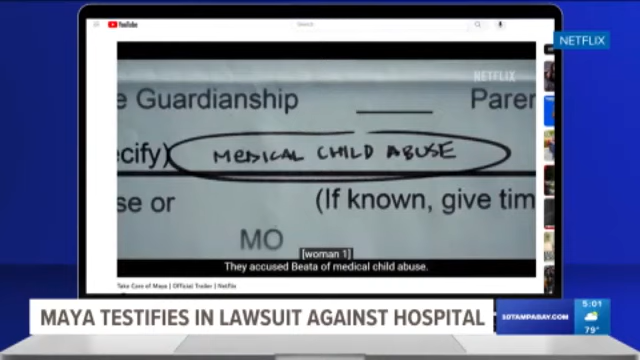 YouTube
Search
NETFLIX
NETFLIX
e Guardianship
Paren
ecify) MEDICAL CHILD ABUSE
se or
(If known, give tim
MO
[woman 1]
They accused Beata of medical child abuse.
Take Care of Maya | Official Trailer | Netflix
MAYA TESTIFIES IN LAWSUIT AGAINST HOSPITAL
10TAMPABAY.COM
5:01
79°